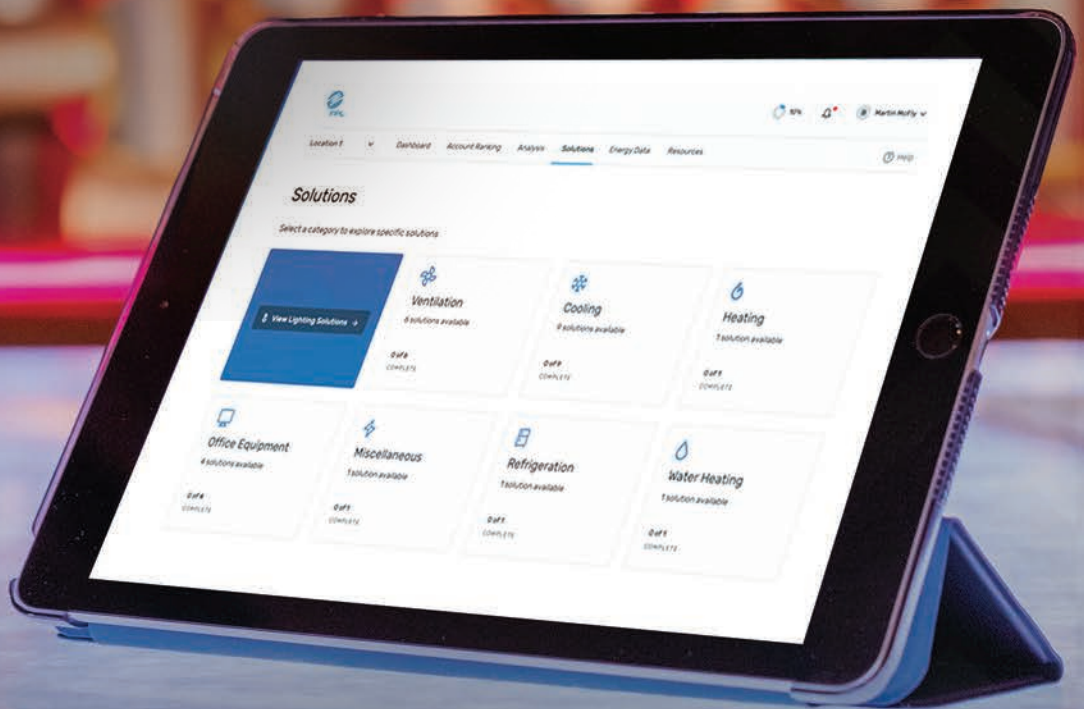 FPL
92%
Martin McFly
Location 1 Dashboard Account Ranking Analysis Solutions Energy Data Resources
Solutions
Select a category to explore specific solutions
View Lighting Solutions →
Ventilation
6 solutions available
0 of 6
COMPLETE
Cooling
9 solutions available
0 of 9
COMPLETE
Heating
1 solution available
0 of 1
COMPLETE
Office Equipment
4 solutions available
0 of 4
COMPLETE
Miscellaneous
1 solution available
0 of 1
COMPLETE
Refrigeration
1 solution available
0 of 1
COMPLETE
Water Heating
1 solution available
0 of 1
COMPLETE